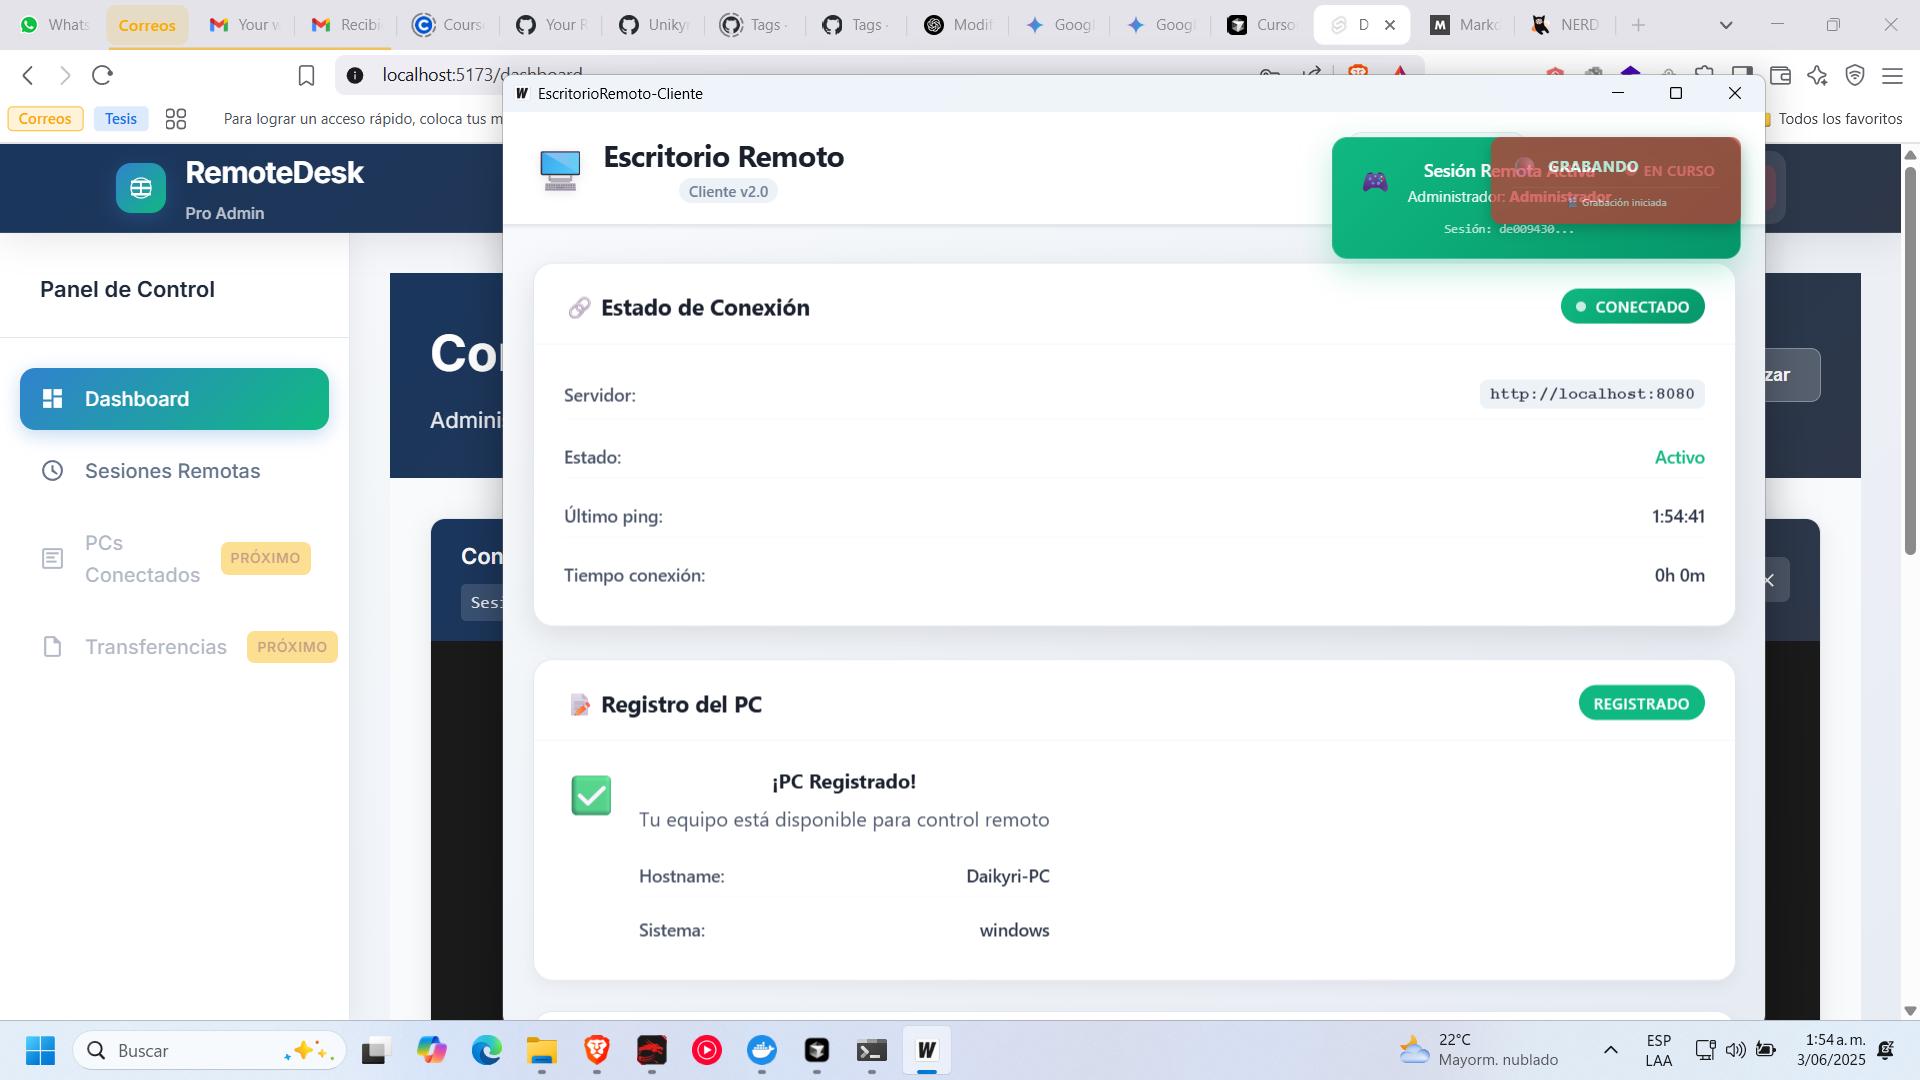 Whats
Correos
Your w
Recibi
Cours
Your R
Uniky
Tags ·
Tags ·
Modif
Googl
Googl
Curso
D
Marko
NERD
localhost:5173/dashboard
Correos
Tesis
Para lograr un acceso rápido, coloca tus m
Todos los favoritos
RemoteDesk
Pro Admin
Panel de Control
Dashboard
Sesiones Remotas
PCs Conectados
PRÓXIMO
Transferencias
PRÓXIMO
Co
Admini
zar
Con
Sesi
W EscritorioRemoto-Cliente
Escritorio Remoto
Cliente v2.0
Sesión Remota Activa
Administrador: Administrador
Sesión: de009430...
GRABANDO
EN CURSO
Grabación iniciada
Estado de Conexión
CONECTADO
Servidor:
http://localhost:8080
Estado:
Activo
Último ping:
1:54:41
Tiempo conexión:
0h 0m
Registro del PC
REGISTRADO
¡PC Registrado!
Tu equipo está disponible para control remoto
Hostname:
Daikyri-PC
Sistema:
windows
Buscar
W
22°C
Mayorm. nublado
ESP
LAA
1:54 a. m.
3/06/2025